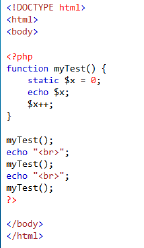 <!DOCTYPE html>
<html>
<body>

<?php
function myTest() {
    static $x = 0;
    echo $x;
    $x++;
}

myTest();
echo "<br>";
myTest();
echo "<br>";
myTest();
?>

</body>
</html>